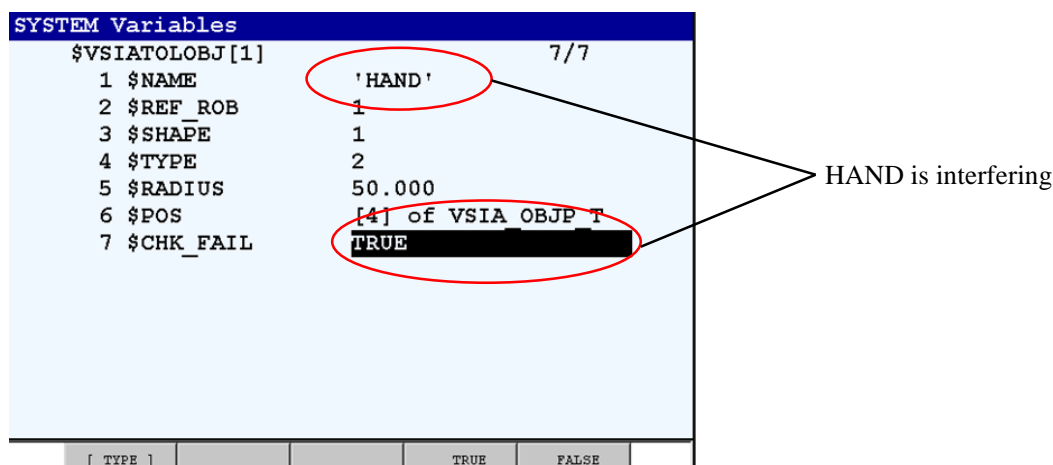 SYSTEM Variables
$VSIATOLOBJ[1] 7/7
1 $NAME 'HAND'
2 $REF_ROB 1
3 $SHAPE 1
4 $TYPE 2
5 $RADIUS 50.000
6 $POS [4] of VSIA_OBJP_T
7 $CHK_FAIL TRUE
HAND is interfering
[ TYPE ] TRUE FALSE